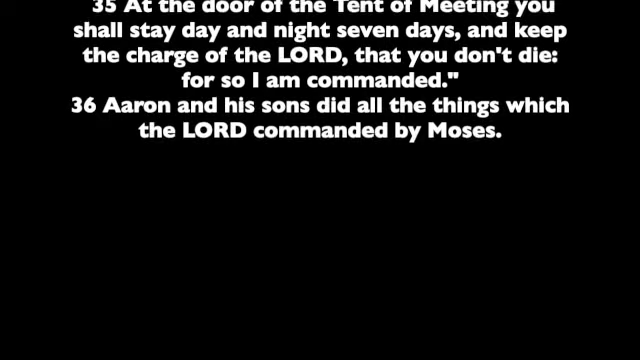 35 At the door of the Tent of Meeting you
shall stay day and night seven days, and keep
the charge of the LORD, that you don't die:
for so I am commanded."
36 Aaron and his sons did all the things which
the LORD commanded by Moses.